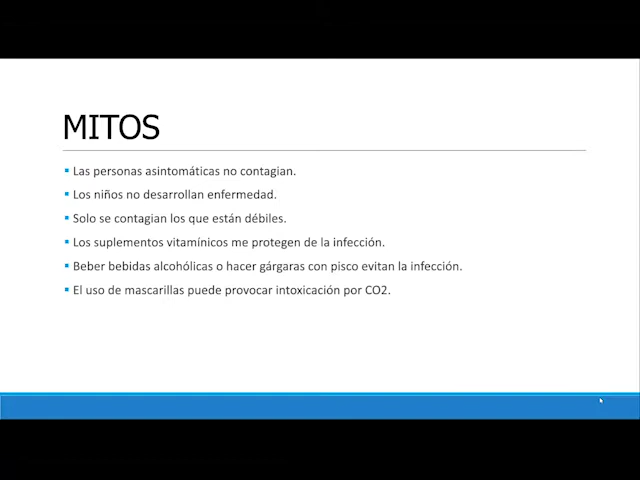 MITOS
Las personas asintomáticas no contagian.
Los niños no desarrollan enfermedad.
Solo se contagian los que están débiles.
Los suplementos vitamínicos me protegen de la infección.
Beber bebidas alcohólicas o hacer gárgaras con pisco evitan la infección.
El uso de mascarillas puede provocar intoxicación por CO2.